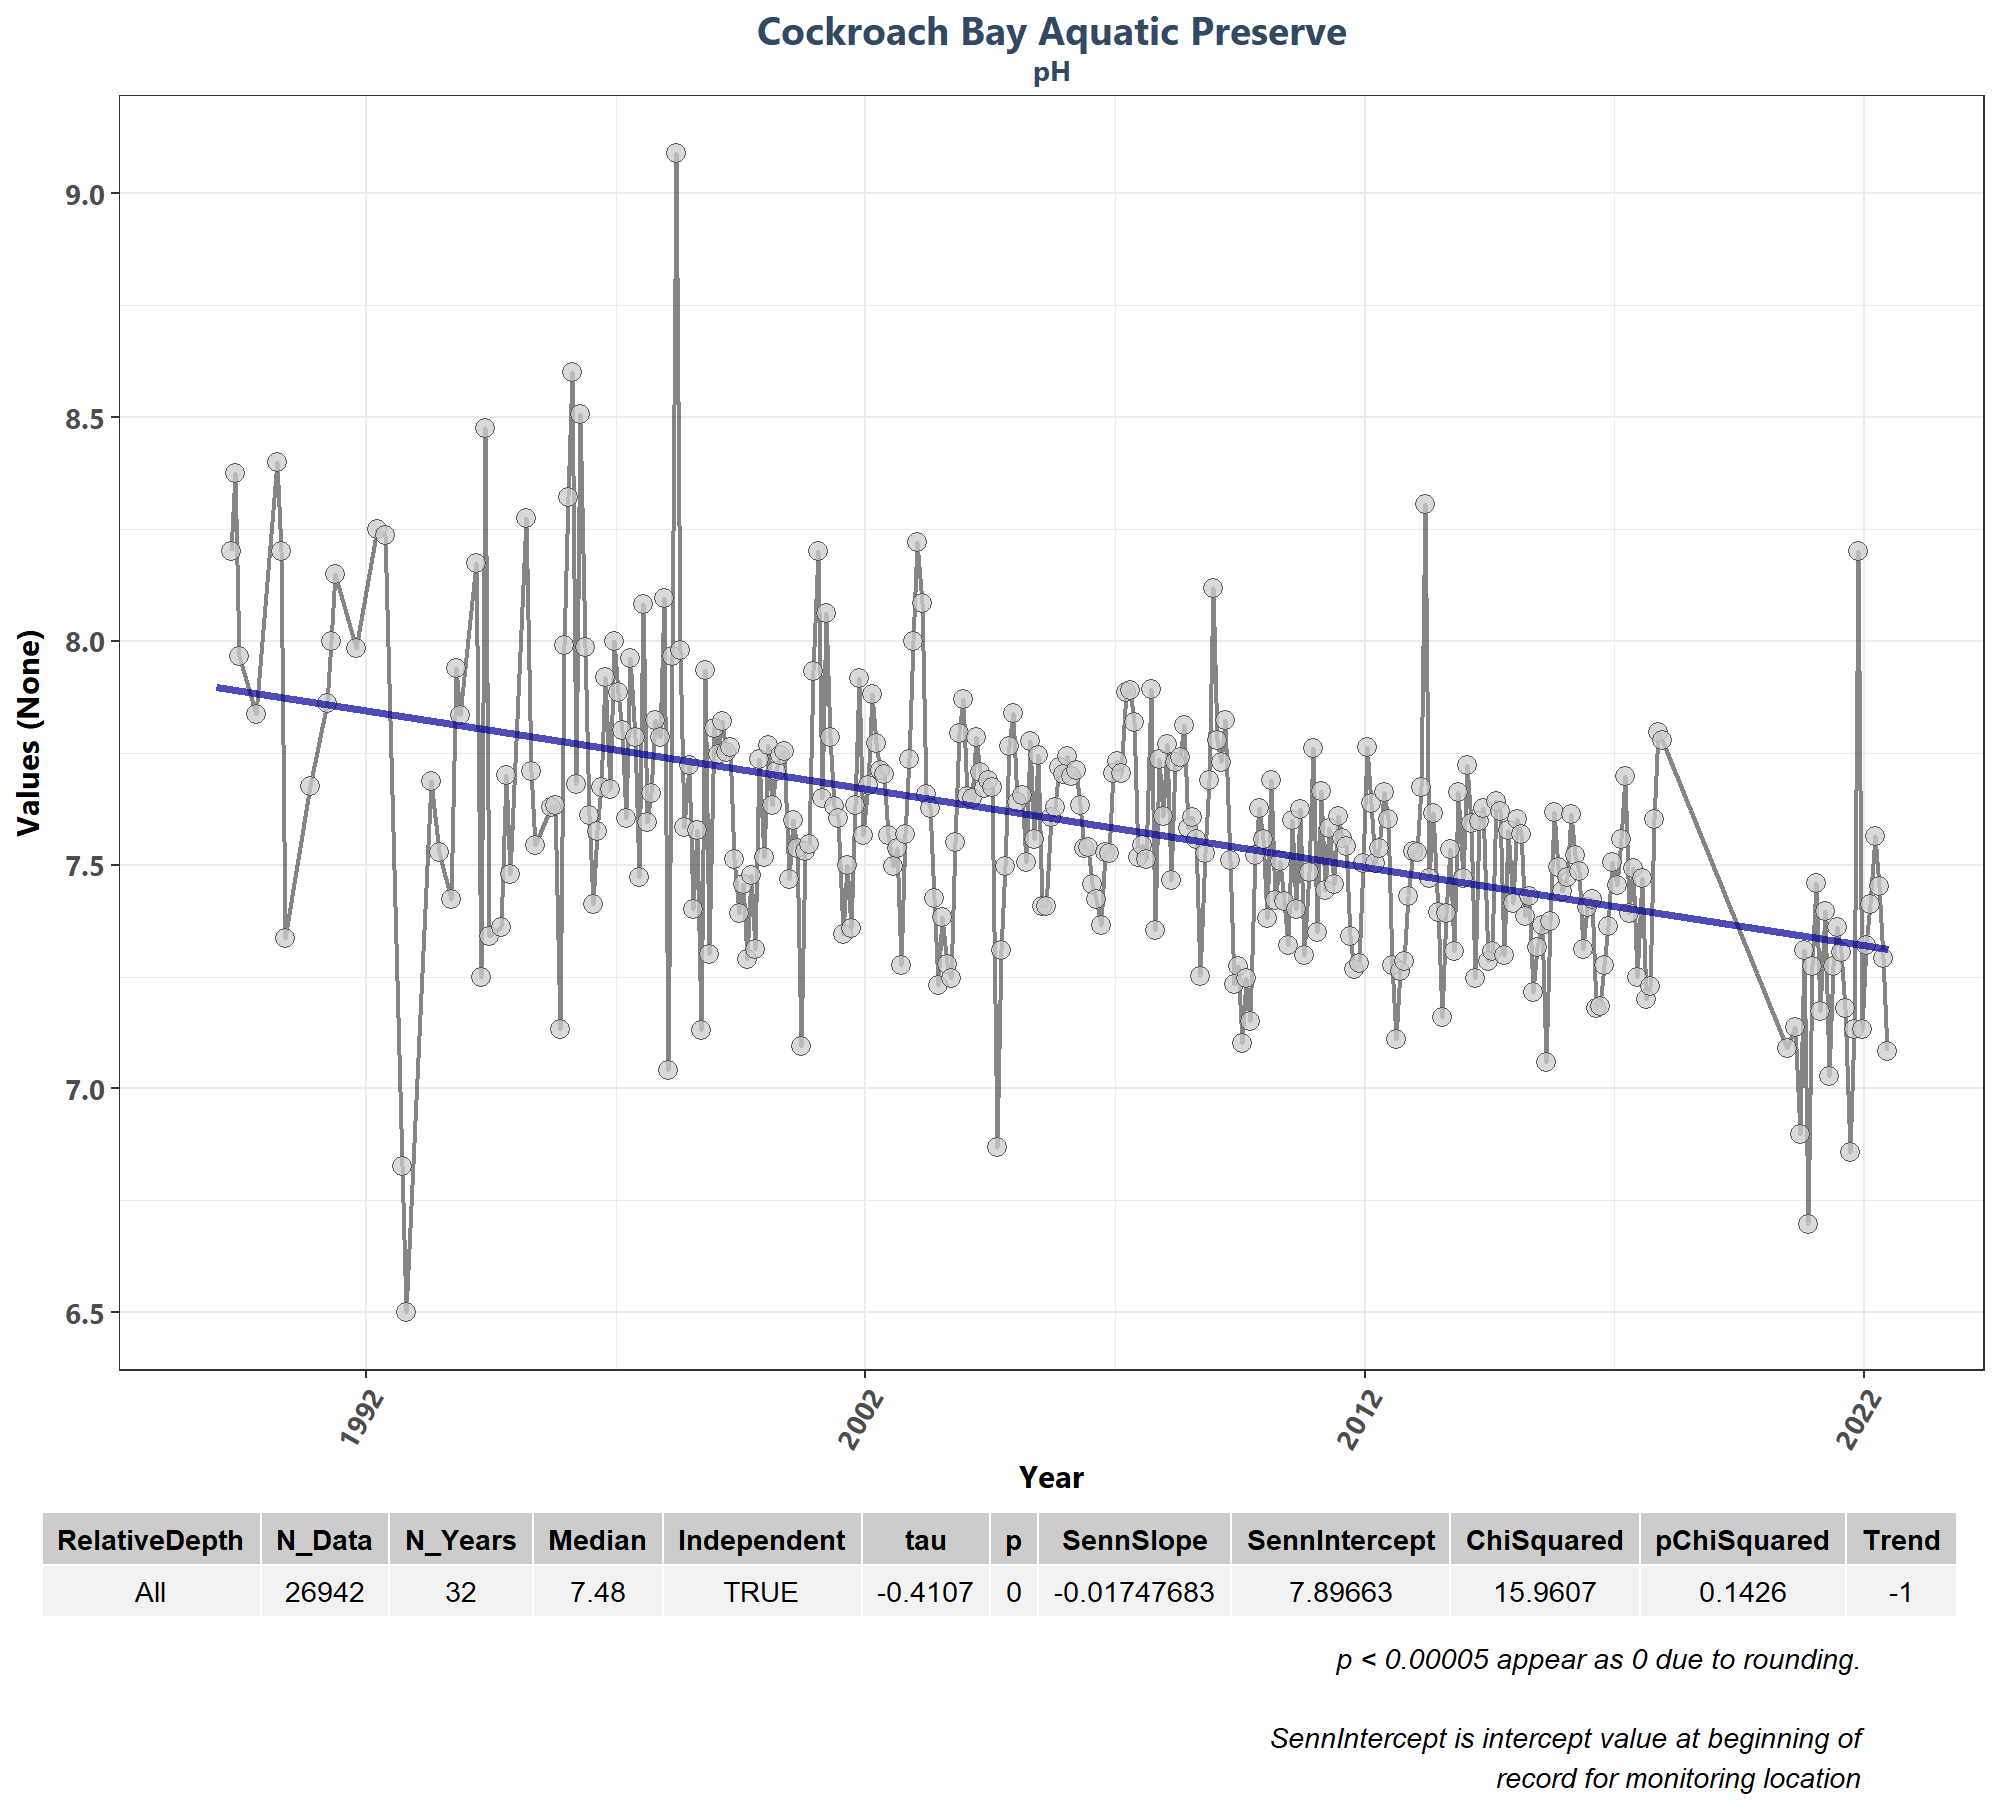 Cockroach Bay Aquatic Preserve
pH
Values (None)
9.0
8.5
8.0
7.5
7.0
6.5
1992
2002
2012
2022
Year
RelativeDepth N_Data N_Years Median Independent tau p SennSlope SennIntercept ChiSquared pChiSquared Trend
All 26942 32 7.48 TRUE -0.4107 0 -0.01747683 7.89663 15.9607 0.1426 -1
p < 0.00005 appear as 0 due to rounding.
SennIntercept is intercept value at beginning of
record for monitoring location